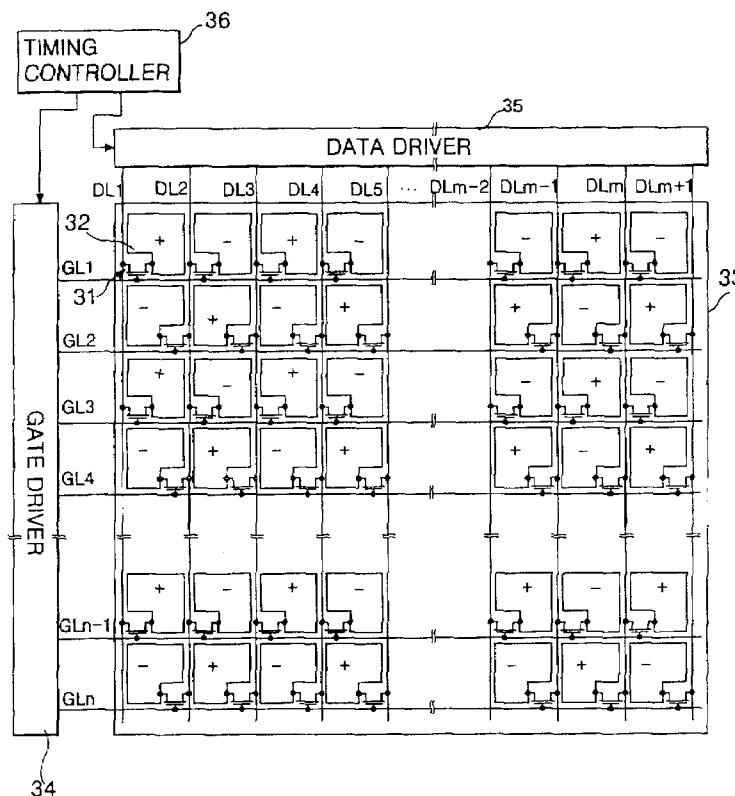 36
TIMING
CONTROLLER
35
DATA DRIVER
DL1 DL2 DL3 DL4 DL5 ... DLm-2 DLm-1 DLm DLm+1
32
+ - + - - + -
GL1
31
- + - + + - +
GL2
+ - + - - + -
GL3
- + - + + - +
GL4
GATE DRIVER
+ - + - + - +
GLn-1
- + - + - + -
GLn
34